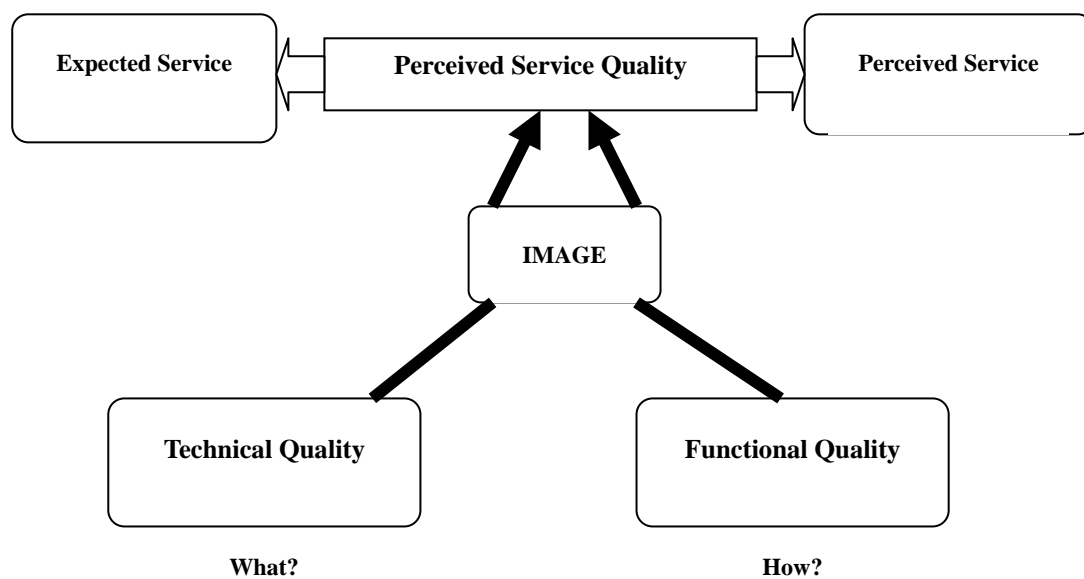 Expected Service
Perceived Service Quality
Perceived Service
IMAGE
Technical Quality
Functional Quality
What?
How?